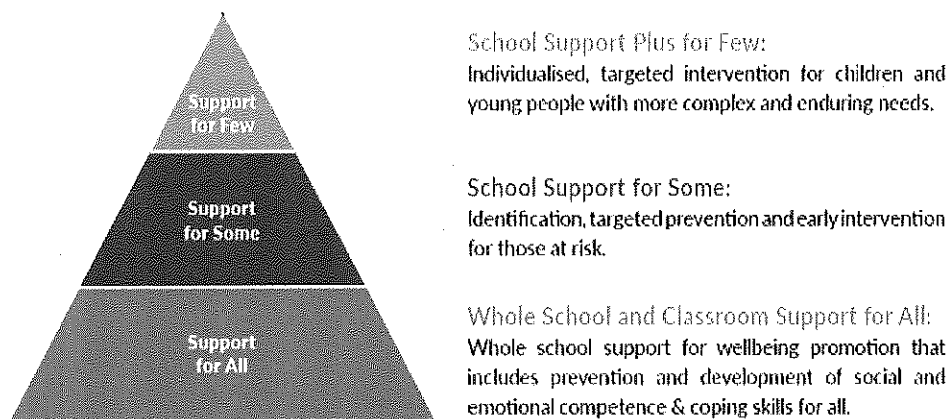 Support
for Few
School Support Plus for Few:
Individualised, targeted intervention for children and
young people with more complex and enduring needs.
Support
for Some
School Support for Some:
Identification, targeted prevention and early intervention
for those at risk.
Support
for All
Whole School and Classroom Support for All:
Whole school support for wellbeing promotion that
includes prevention and development of social and
emotional competence & coping skills for all.